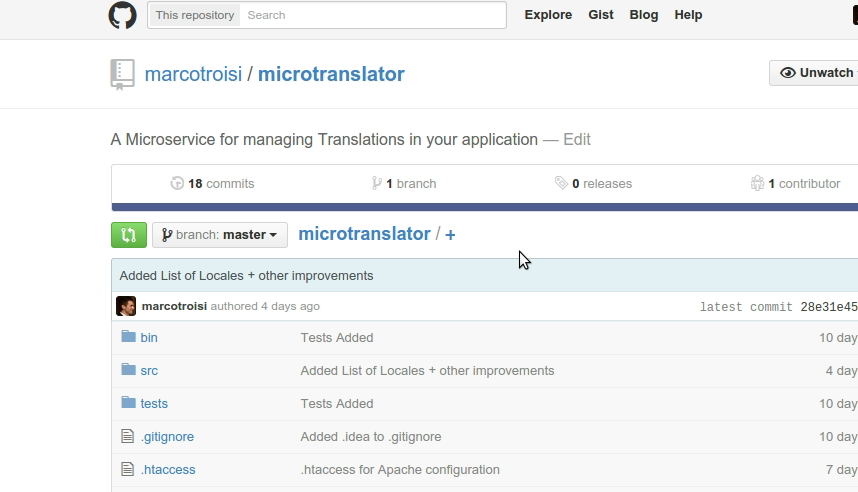 This repository Search Explore Gist Blog Help
marcotroisi / microtranslator Unwatch
A Microservice for managing Translations in your application — Edit
18 commits 1 branch 0 releases 1 contributor
branch: master microtranslator / +
Added List of Locales + other improvements
marcotroisi authored 4 days ago latest commit 28e31e45
bin Tests Added 10 day
src Added List of Locales + other improvements 4 day
tests Tests Added 10 day
.gitignore Added .idea to .gitignore 10 day
.htaccess .htaccess for Apache configuration 7 day